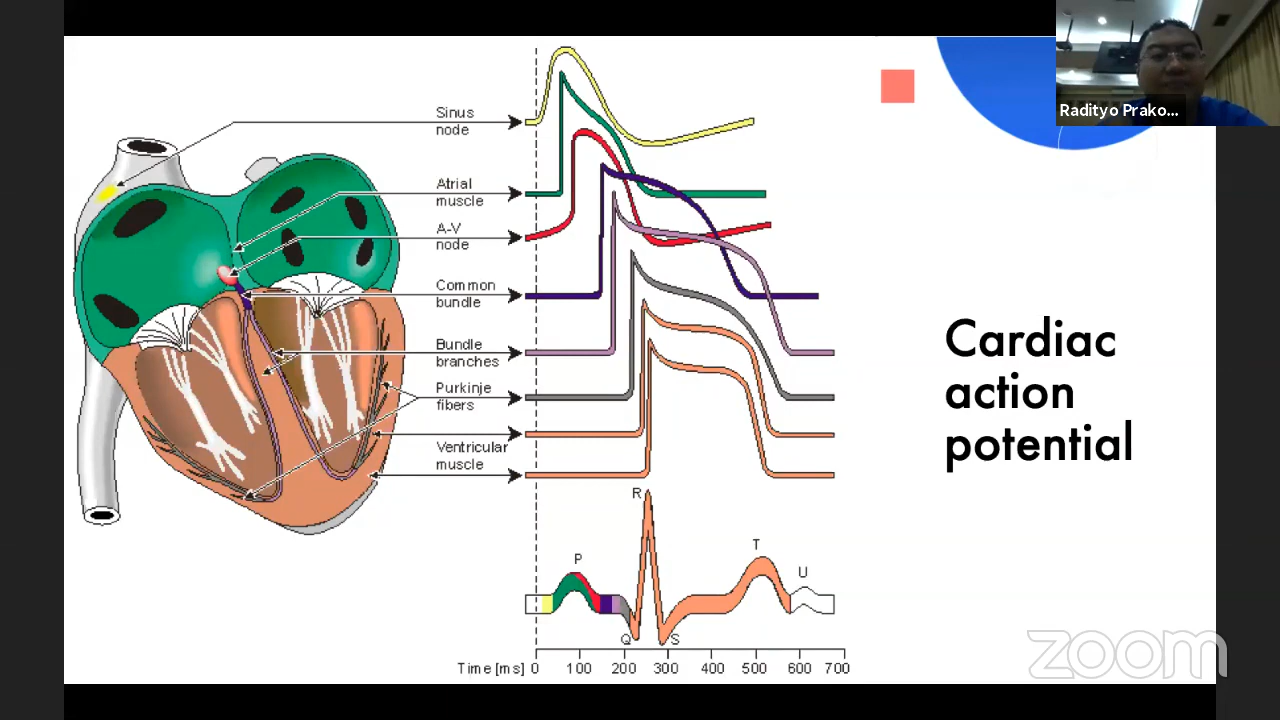 Radityo Prako...
Sinus
node
Atrial
muscle
A-V
node
Common
bundle
Bundle
branches
Purkinje
fibers
Ventricular
muscle
Cardiac
action
potential
R
P
T
U
Q
S
Time [ms] 0 100 200 300 400 500 600 700
zoom